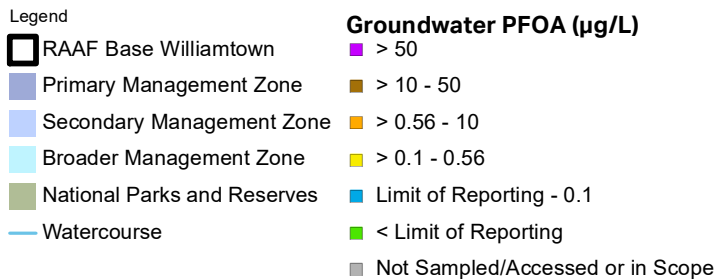 Legend
RAAF Base Williamtown
Primary Management Zone
Secondary Management Zone
Broader Management Zone
National Parks and Reserves
Watercourse
Groundwater PFOA (µg/L)
> 50
> 10 - 50
> 0.56 - 10
> 0.1 - 0.56
Limit of Reporting - 0.1
< Limit of Reporting
Not Sampled/Accessed or in Scope